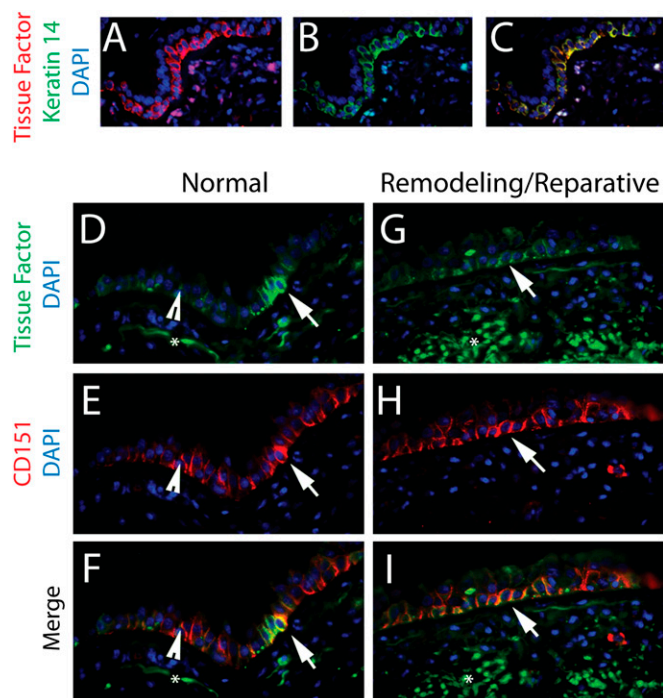 Tissue Factor
Keratin 14
DAPI
A
B
C
Normal
Remodeling/Reparative
Tissue Factor
DAPI
D
*
G
*
CD151
DAPI
E
H
Merge
F
*
I
*